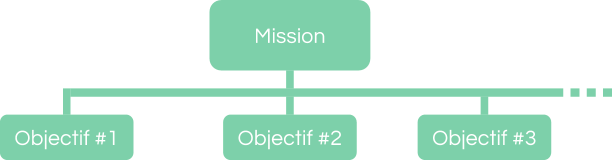 Mission
Objectif #1
Objectif #2
Objectif #3